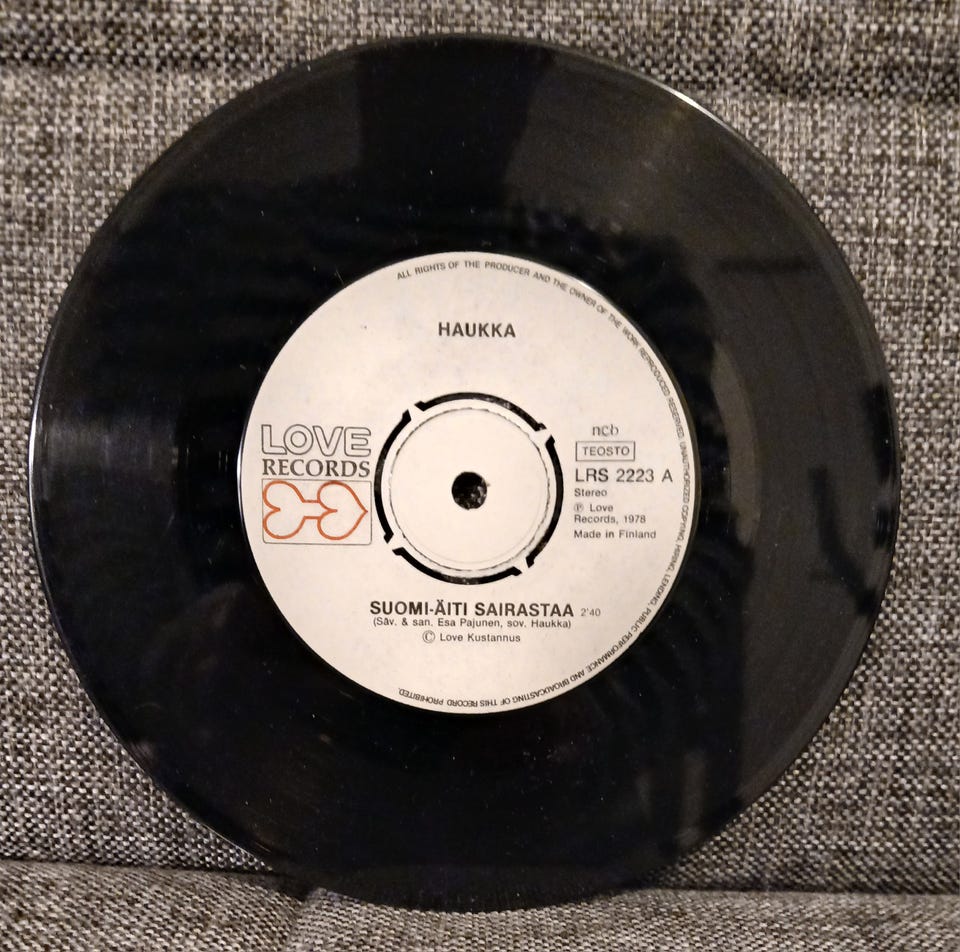 ALL RIGHTS OF THE PRODUCER AND THE OWNER OF THE WORK REPRODUCED RESERVED. UNAUTHORIZED COPYING, HIRING, LENDING, PUBLIC PERFORMANCE AND BROADCASTING OF THIS RECORD PROHIBITED.
HAUKKA
LOVE
RECORDS
ncb
TEOSTO
LRS 2223 A
Stereo
℗ Love
Records, 1978
Made in Finland
SUOMI-ÄITI SAIRASTAA 2'40
(Säv. & san. Esa Pajunen, sov. Haukka)
© Love Kustannus